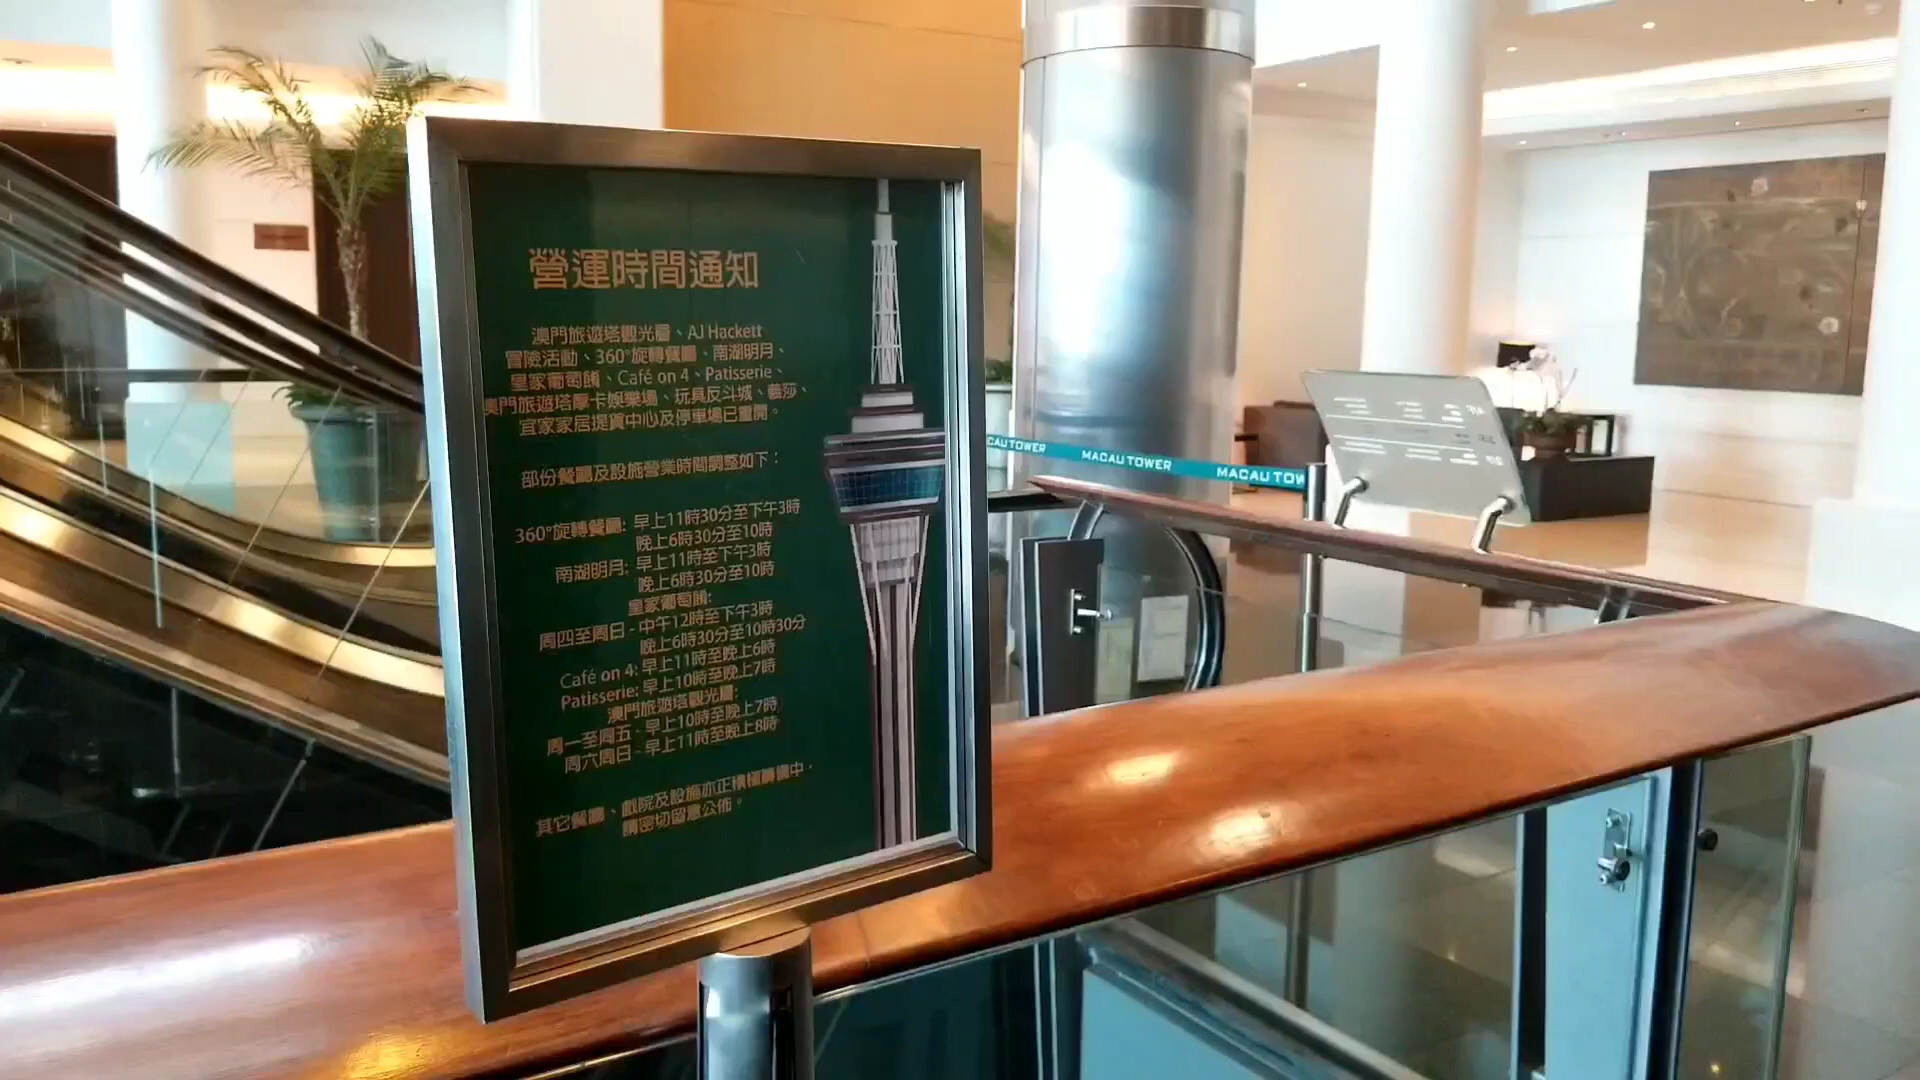 營運時間通知
澳門旅遊塔觀光層、AJ Hackett
冒險活動、360°旋轉餐廳、南湖明月、
皇家葡萄餉、Café on 4、Patisserie、
澳門旅遊塔摩卡娛樂場、玩具反斗城、義莎、
宜家家居提貨中心及停車場已重開。
部份餐廳及設施營業時間調整如下：
360°旋轉餐廳: 早上11時30分至下午3時
晚上6時30分至10時
南湖明月: 早上11時至下午3時
晚上6時30分至10時
皇家葡萄餉:
周四至周日 - 中午12時至下午3時
晚上6時30分至10時30分
Café on 4: 早上11時至晚上6時
Patisserie: 早上10時至晚上7時
澳門旅遊塔觀光層:
周一至周五 - 早上10時至晚上7時
周六周日 - 早上11時至晚上8時
其它餐廳、戲院及設施亦正積極籌備中，
請密切留意公佈。
CAU TOWER MACAU TOWER MACAU TOW